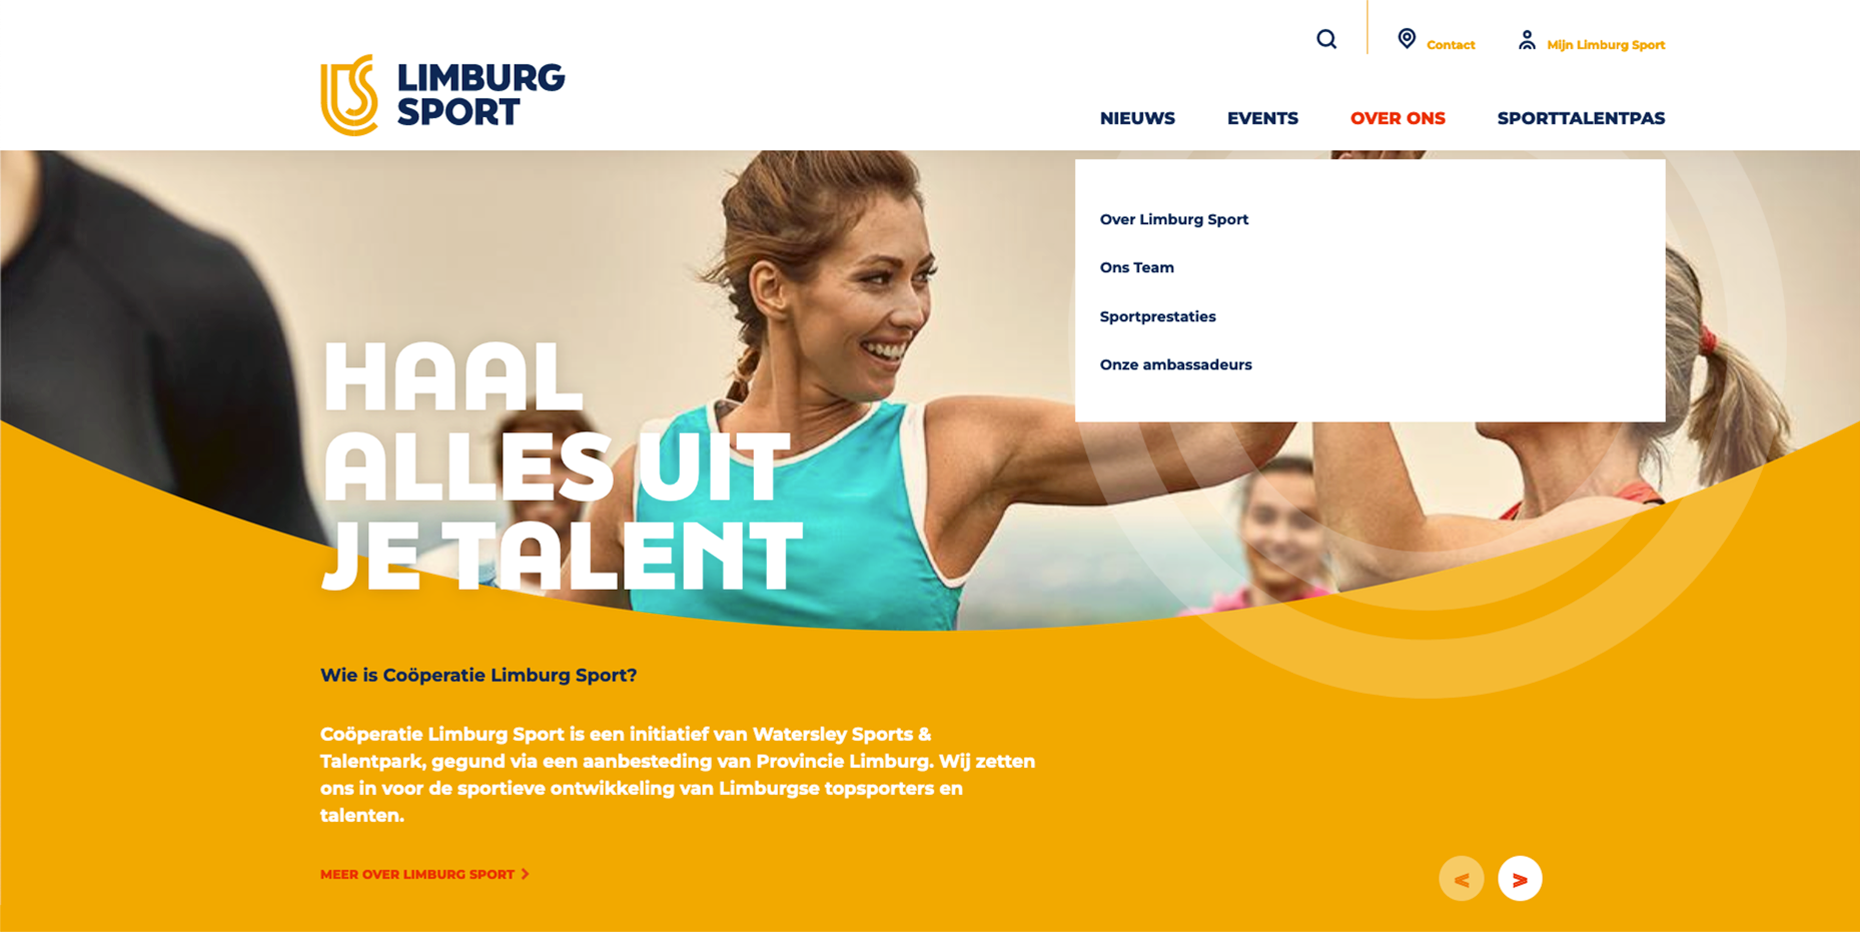 Contact
Mijn Limburg Sport
LIMBURG
SPORT
NIEUWS
EVENTS
OVER ONS
SPORTTALENTPAS
Over Limburg Sport
Ons Team
Sportprestaties
Onze ambassadeurs
HAAL
ALLES UIT
JE TALENT
Wie is Coöperatie Limburg Sport?
Coöperatie Limburg Sport is een initiatief van Watersley Sports &
Talentpark, gegund via een aanbesteding van Provincie Limburg. Wij zetten
ons in voor de sportieve ontwikkeling van Limburgse topsporters en
talenten.
MEER OVER LIMBURG SPORT >
< >